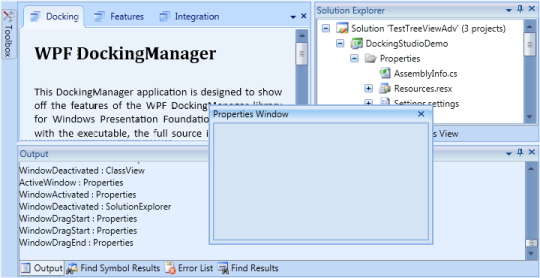 Toolbox
Docking Features Integration
WPF DockingManager
This DockingManager application is designed to show
off the features of the WPF DockingManager library
for Windows Presentation Foundation
with the executable, the full source i
Solution Explorer
Solution 'TestTreeViewAdv' (3 projects)
DockingStudioDemo
Properties
AssemblyInfo.cs
Resources.resx
Settings.settings
s View
Properties Window
Output
WindowDeactivated : ClassView
ActiveWindow : Properties
WindowActivated : Properties
WindowDeactivated : SolutionExplorer
WindowDragStart : Properties
WindowDragStart : Properties
WindowDragEnd : Properties
Output Find Symbol Results Error List Find Results